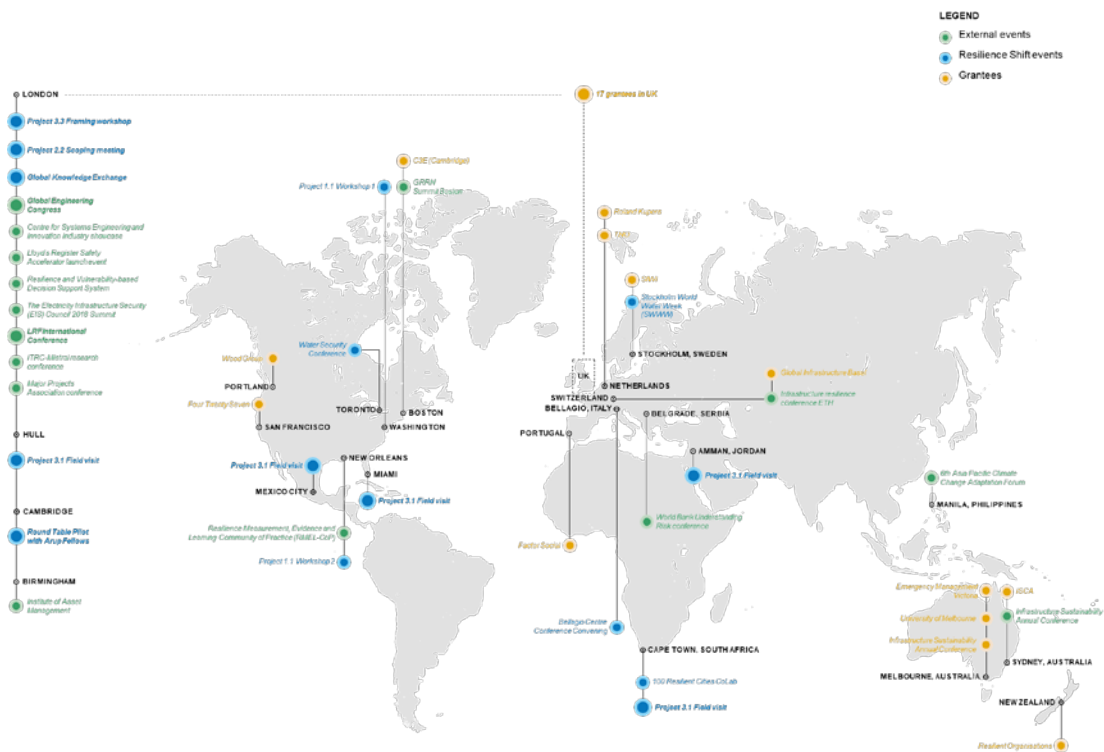 LEGEND
External events
Resilience Shift events
Grantees
LONDON
Project 3.3 Framing workshop
Project 2.2 Scoping meeting
Global Knowledge Exchange
Global Engineering
Congress
Centre for Systems Engineering and
Innovation industry showcase
Lloyd's Register Safety
Accelerator launch event
Resilience and Vulnerability-based
Decision Support System
The Electricity Infrastructure Security
(EIS) Council 2018 Summit
LRF International
Conference
ITRC-Mistral research
conference
Major Projects
Association conference
HULL
Project 3.1 Field visit
CAMBRIDGE
Round Table Pilot
with Arup Fellows
BIRMINGHAM
Institute of Asset
Management
17 grantees in UK
UK
C3E (Cambridge)
Project 1.1 Workshop 1
GRRN
Summit Boston
Water Security
Conference
Wood Group
PORTLAND
Four Twenty Seven
SAN FRANCISCO
TORONTO
BOSTON
WASHINGTON
NEW ORLEANS
Project 3.1 Field visit
MIAMI
MEXICO CITY
Project 3.1 Field visit
Resilience Measurement, Evidence and
Learning Community of Practice (RMEL-CoP)
Project 1.1 Workshop 2
Roland Kupers
SIWI
Stockholm World
Water Week
(SWWW)
STOCKHOLM, SWEDEN
NETHERLANDS
SWITZERLAND
BELLAGIO, ITALY
Global Infrastructure Basel
Infrastructure resilience
conference ETH
BELGRADE, SERBIA
PORTUGAL
AMMAN, JORDAN
Project 3.1 Field visit
World Bank Understanding
Risk conference
Factor Social
Bellagio Centre
Conference Convening
CAPE TOWN, SOUTH AFRICA
100 Resilient Cities CoLab
Project 3.1 Field visit
6th Asia Pacific Climate
Change Adaptation Forum
MANILA, PHILIPPINES
Emergency Management
Victoria
University of Melbourne
Infrastructure Sustainability
Annual Conference
MELBOURNE, AUSTRALIA
ISCA
Infrastructure Sustainability
Annual Conference
SYDNEY, AUSTRALIA
NEW ZEALAND
Resilient Organisations